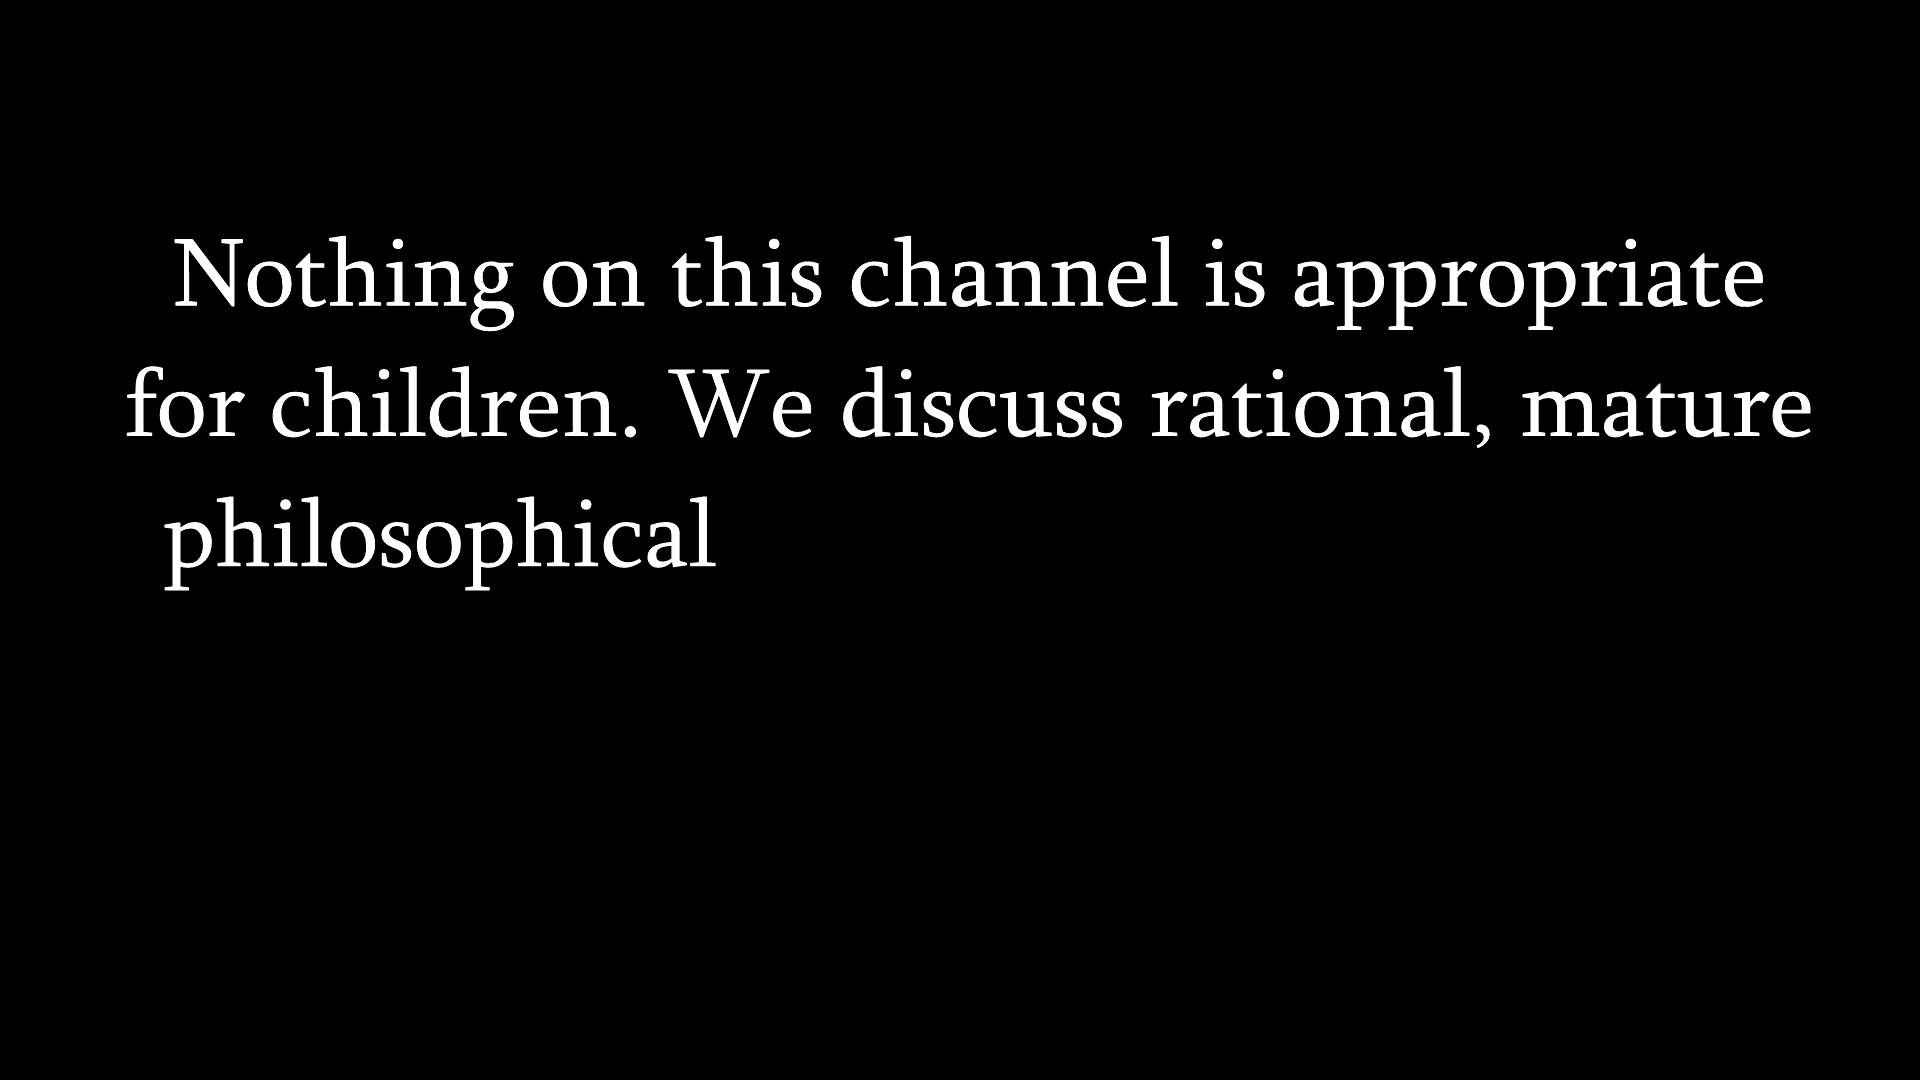 Nothing on this channel is appropriate
for children. We discuss rational, mature
philosophical